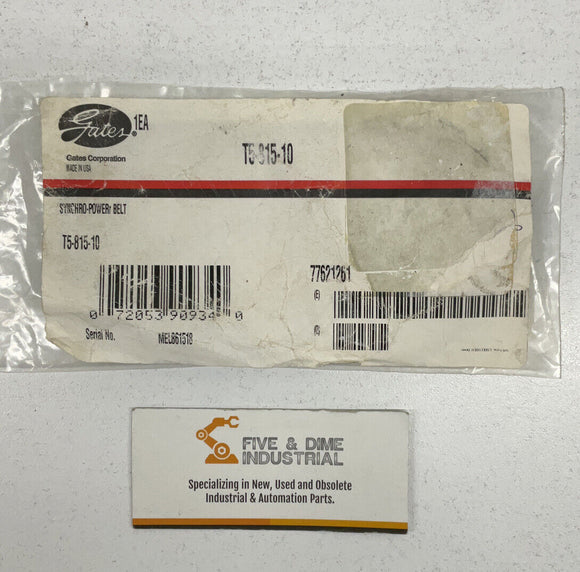 Gates® 1EA
T5-815-10
Gates Corporation
MADE IN USA
SYNCHRO-POWER® BELT
T5-815-10
77621261
0 72053 90934 0
Serial No. MEL861518
FIVE & DIME
INDUSTRIAL
Specializing in New, Used and Obsolete
Industrial & Automation Parts.